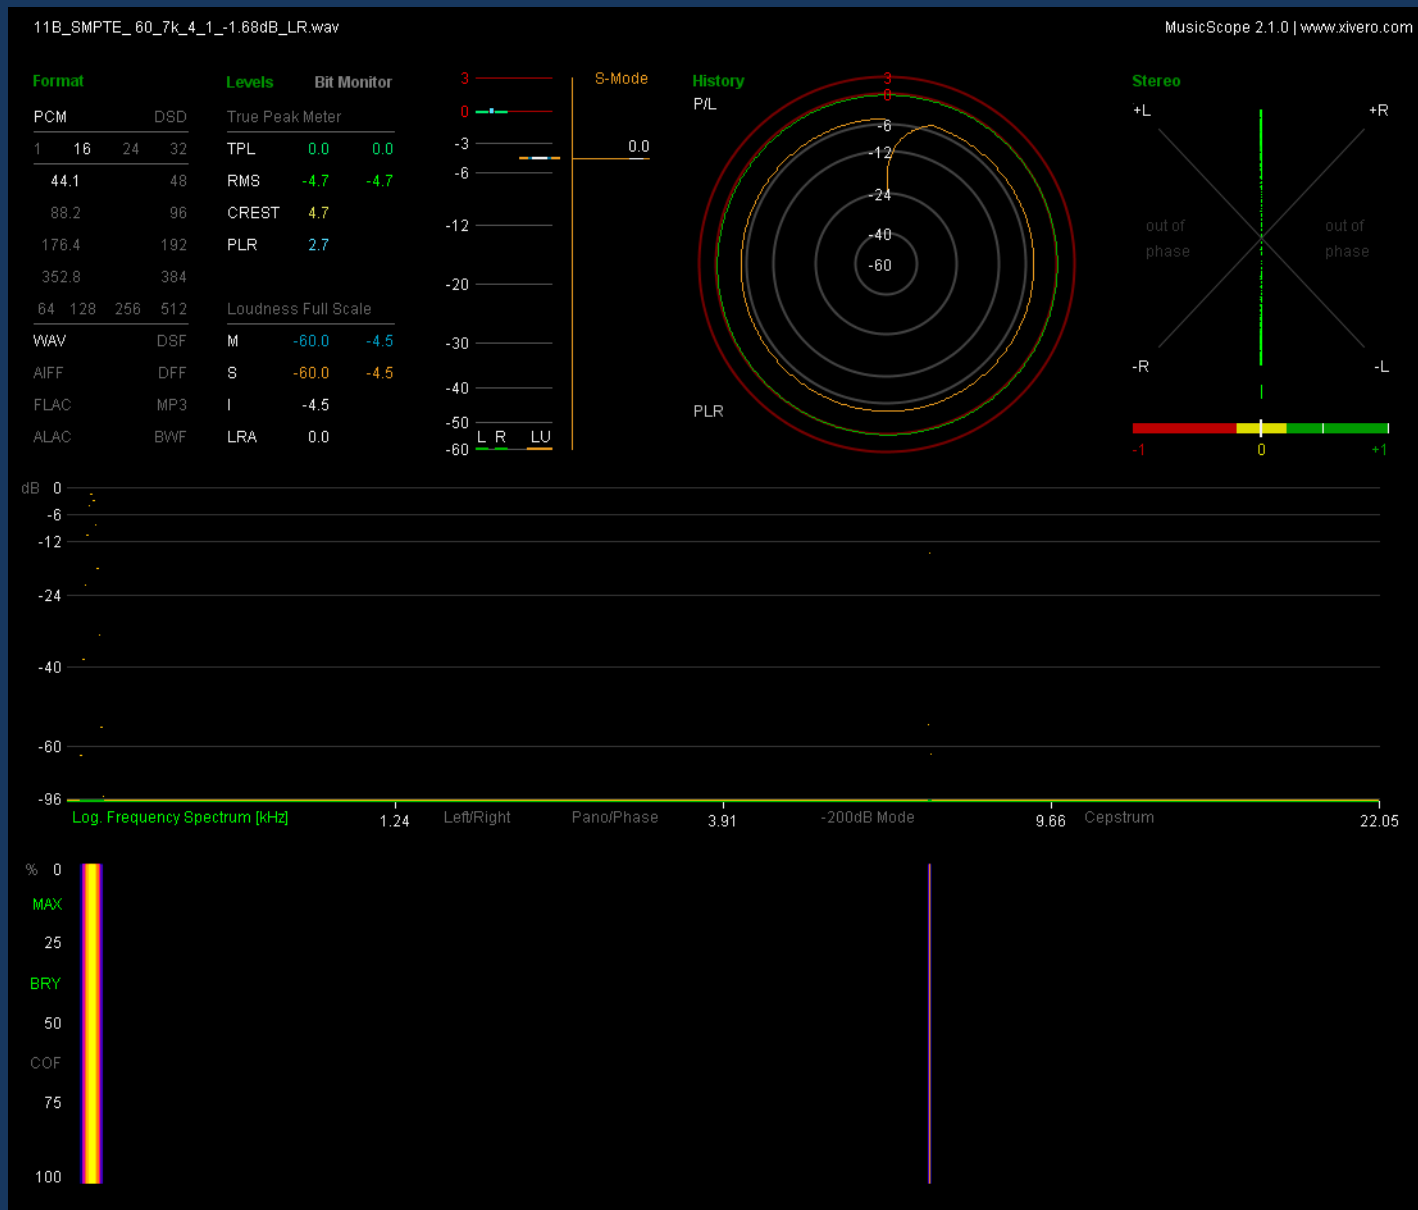 11B_SMPTE_ 60_7k_4_1_-1.68dB_LR.wav
MusicScope 2.1.0 | www.xivero.com
Format
PCM DSD
1 16 24 32
44.1 48
88.2 96
176.4 192
352.8 384
64 128 256 512
WAV DSF
AIFF DFF
FLAC MP3
ALAC BWF
Levels Bit Monitor
True Peak Meter
TPL 0.0 0.0
RMS -4.7 -4.7
CREST 4.7
PLR 2.7
Loudness Full Scale
M -60.0 -4.5
S -60.0 -4.5
I -4.5
LRA 0.0
3
0
-3
-6
-12
-20
-30
-40
-50
-60
L R LU
S-Mode
0.0
History
P/L
3
0
-6
-12
-24
-40
-60
PLR
Stereo
+L +R
out of phase
out of phase
-R -L
-1 0 +1
dB 0
-6
-12
-24
-40
-60
-96
Log. Frequency Spectrum [kHz] 1.24 Left/Right Pano/Phase 3.91 -200dB Mode 9.66 Cepstrum 22.05
% 0
MAX
25
BRY
50
COF
75
100